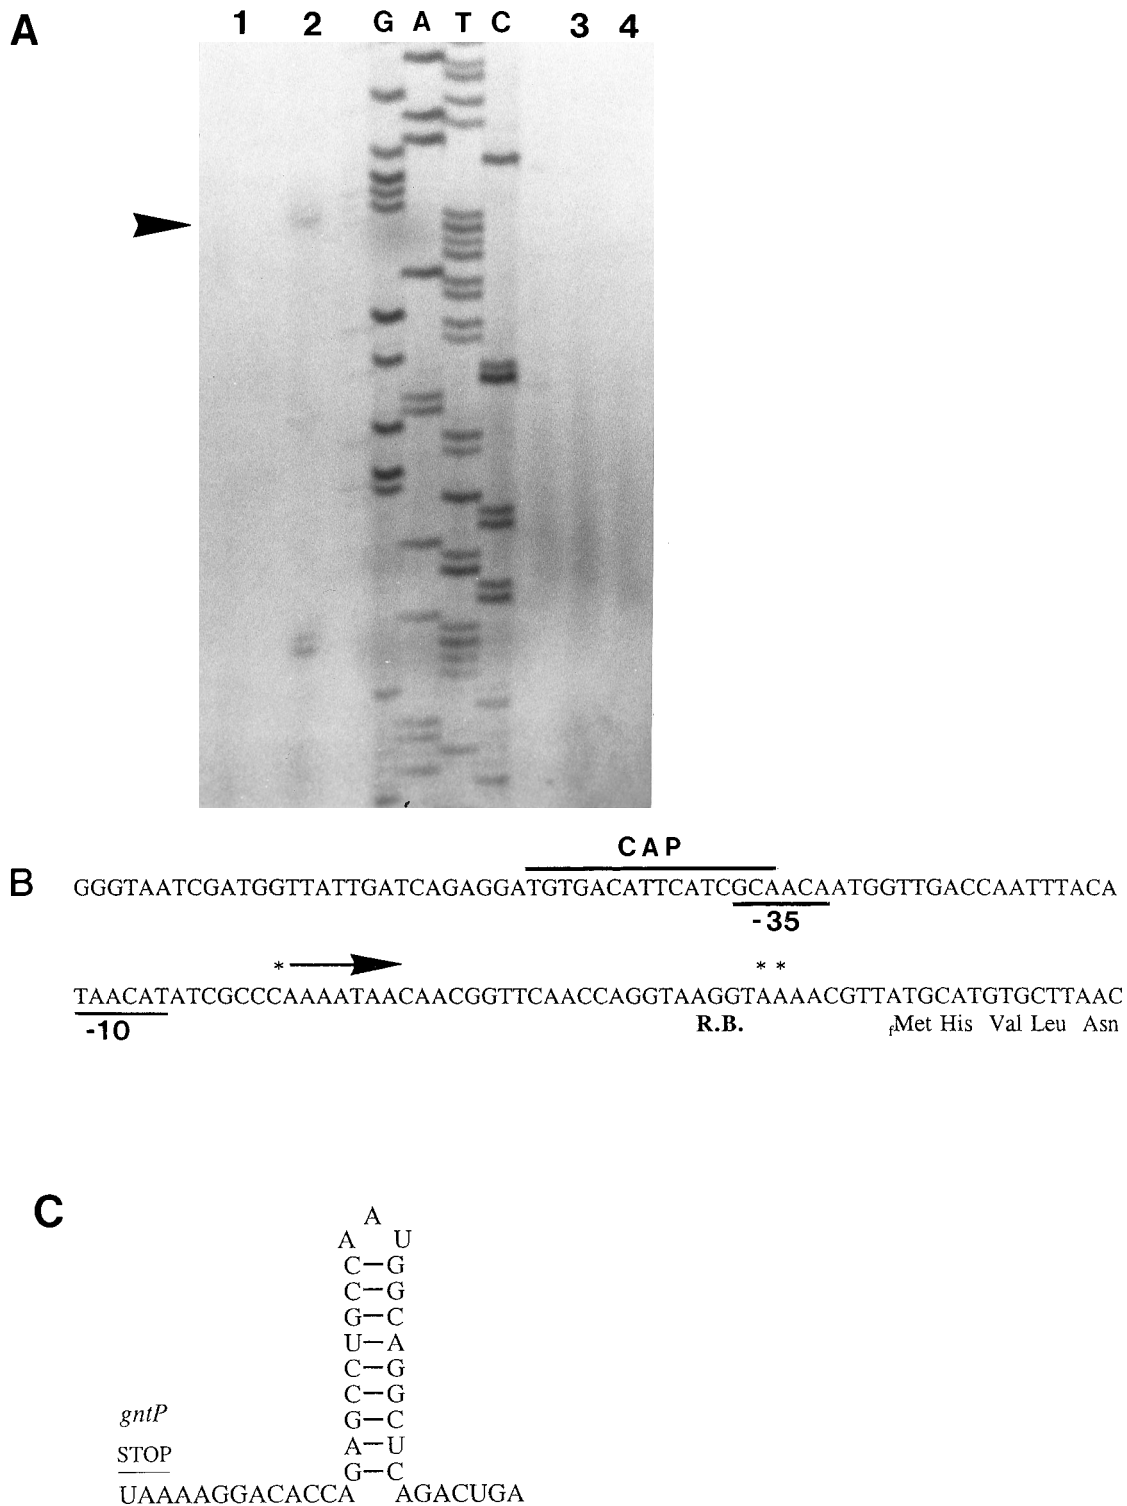 A
1 2 G A T C 3 4
CAP
B GGGTAATCGATGGTTATTGATCAGAGGATGTGACATTCATCGCAACAATGGTTGACCAATTTACA
-35
* * *
TAACATATCGCCCAAAATAACAACGGTTCAACCAGGTAAGGTAAAACGTTATGCATGTGCTTAAC
-10 R.B. fMet His Val Leu Asn
C
A
A U
C-G
C-G
G-C
U-A
C-G
C-G
gntP G-C
STOP A-U
G-C
UAAAAGGACACCA AGACUGA